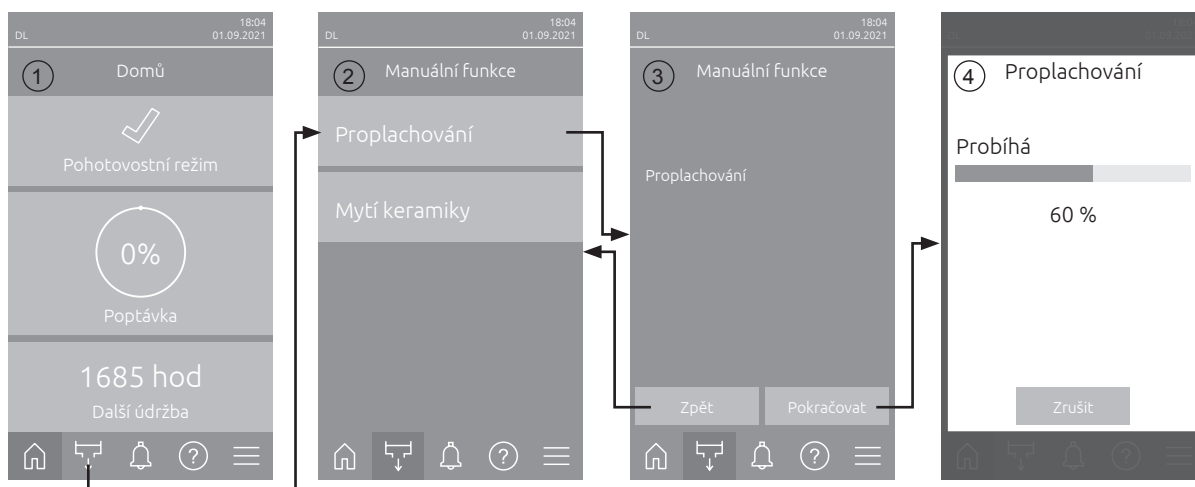 18:04
DL 01.09.2021
1 Domů
Pohotovostní režim
0%
Poptávka
1685 hod
Další údržba
?
18:04
DL 01.09.2021
2 Manuální funkce
Proplachování
Mytí keramiky
?
18:04
DL 01.09.2021
3 Manuální funkce
Proplachování
Zpět Pokračovat
?
4 Proplachování
Probíhá
60 %
Zrušit
?